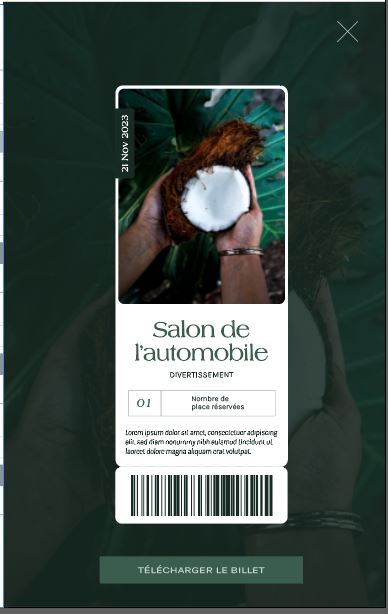 21 Nov 2023
Salon de
l'automobile
DIVERTISSEMENT
01
Nombre de
place réservées
Lorem ipsum dolor sit amet, consectetuer adipiscing
elit, sed diam nonummy nibh euismod tincidunt ut
laoreet dolore magna aliquam erat volutpat.
TÉLÉCHARGER LE BILLET